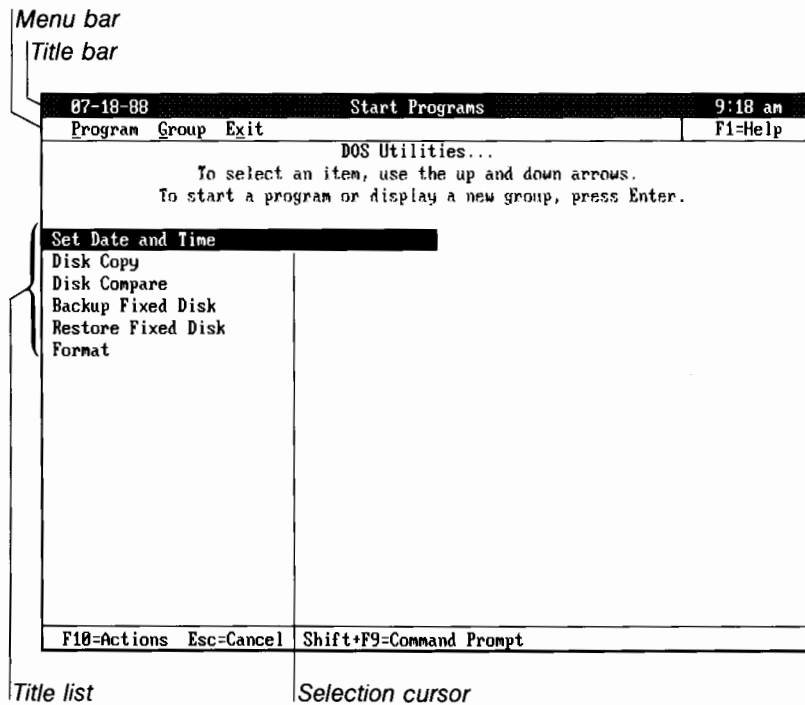 Menu bar
Title bar
07-18-88 Start Programs 9:18 am
Program Group Exit F1=Help
DOS Utilities...
To select an item, use the up and down arrows.
To start a program or display a new group, press Enter.
Set Date and Time
Disk Copy
Disk Compare
Backup Fixed Disk
Restore Fixed Disk
Format
F10=Actions Esc=Cancel Shift+F9=Command Prompt
Title list Selection cursor